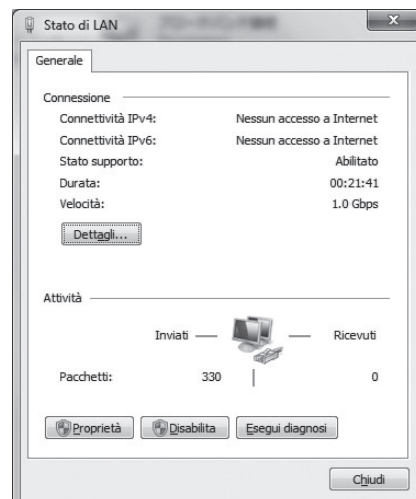 Stato di LAN
Generale
Connessione
Connettività IPv4: Nessun accesso a Internet
Connettività IPv6: Nessun accesso a Internet
Stato supporto: Abilitato
Durata: 00:21:41
Velocità: 1.0 Gbps
Dettagli...
Attività
Inviati Ricevuti
Pacchetti: 330 0
Proprietà Disabilita Esegui diagnosi
Chiudi